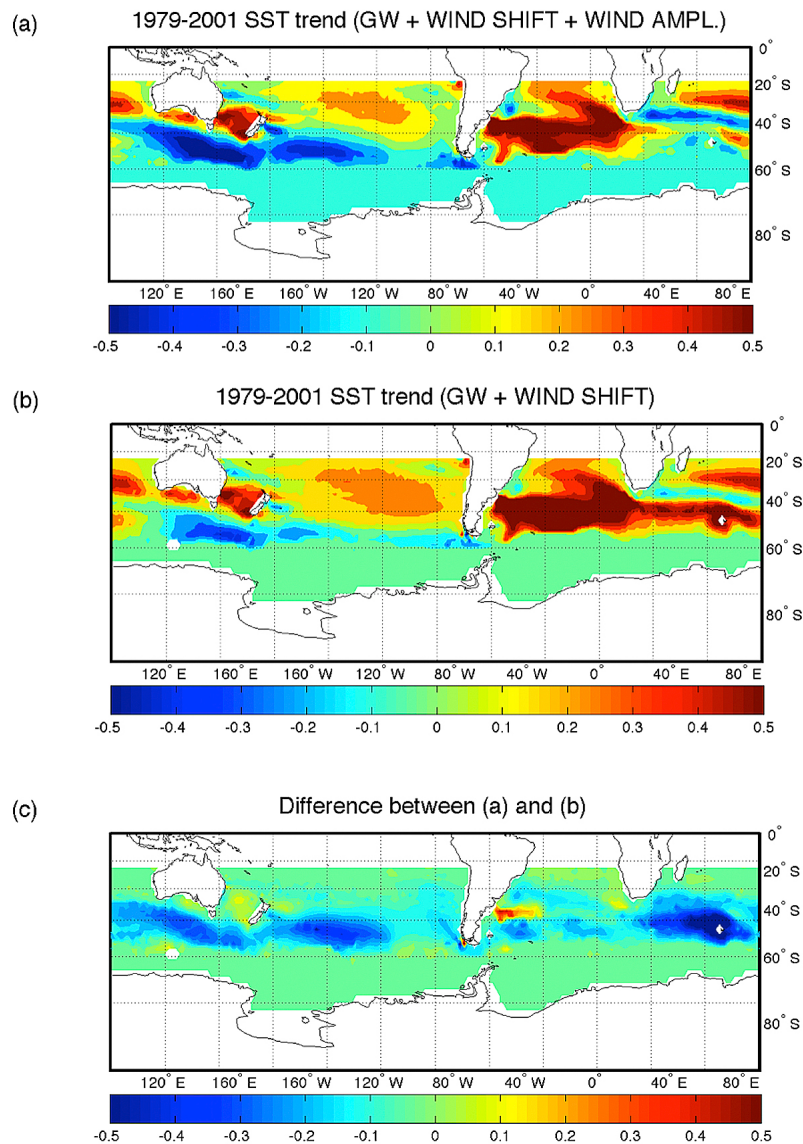 (a)
1979-2001 SST trend (GW + WIND SHIFT + WIND AMPL.)
0°
20° S
40° S
60° S
80° S
120° E 160° E 160° W 120° W 80° W 40° W 0° 40° E 80° E
-0.5 -0.4 -0.3 -0.2 -0.1 0 0.1 0.2 0.3 0.4 0.5
(b)
1979-2001 SST trend (GW + WIND SHIFT)
0°
20° S
40° S
60° S
80° S
120° E 160° E 160° W 120° W 80° W 40° W 0° 40° E 80° E
-0.5 -0.4 -0.3 -0.2 -0.1 0 0.1 0.2 0.3 0.4 0.5
(c)
Difference between (a) and (b)
0°
20° S
40° S
60° S
80° S
120° E 160° E 160° W 120° W 80° W 40° W 0° 40° E 80° E
-0.5 -0.4 -0.3 -0.2 -0.1 0 0.1 0.2 0.3 0.4 0.5